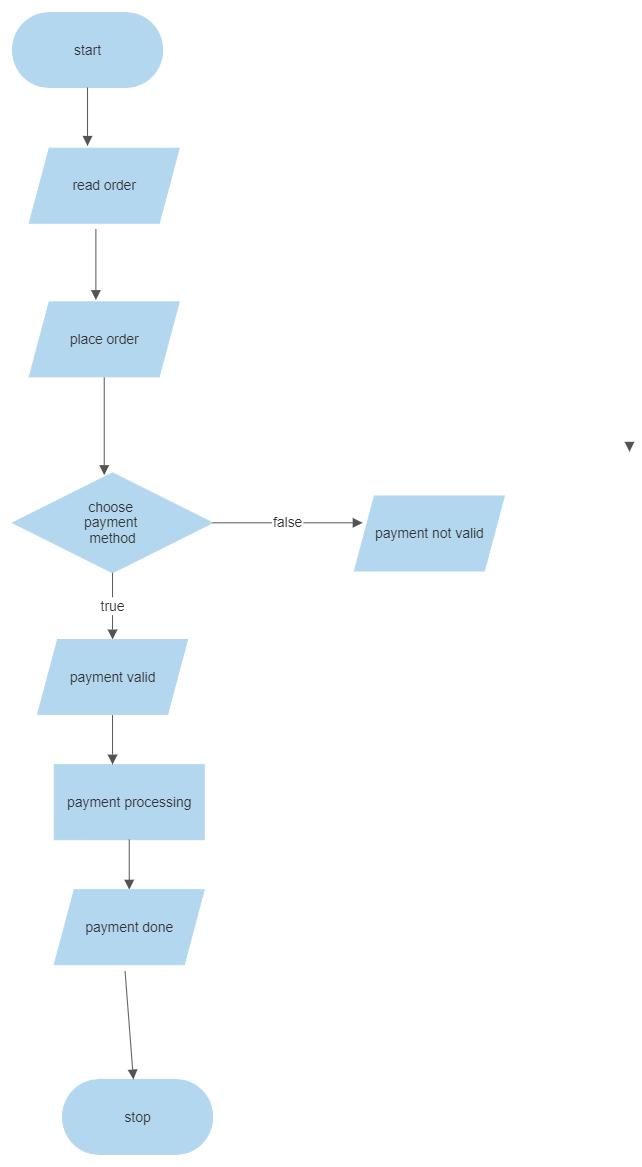 start
read order
place order
choose
payment
method
false
payment not valid
true
payment valid
payment processing
payment done
stop